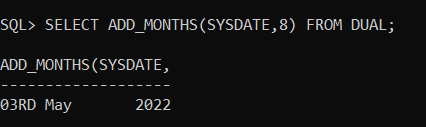 SQL> SELECT ADD_MONTHS(SYSDATE,8) FROM DUAL;
ADD_MONTHS(SYSDATE,
-------------------
03RD May       2022